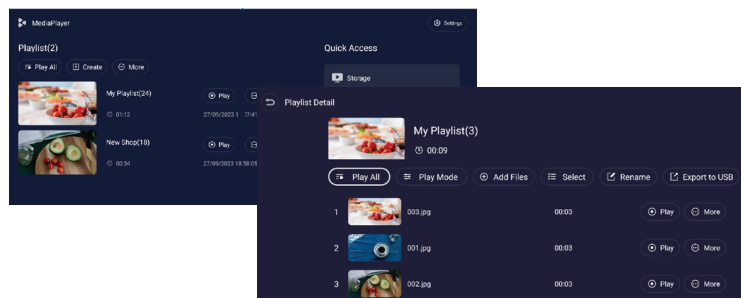 MediaPlayer
Settings
Playlist(2)
Quick Access
Play All
Create
More
Storage
My Playlist(24)
Play
01:12
27/09/2023 1
17:41
New Shop(18)
Play
00:54
27/09/2023 18:58:05
Playlist Detail
My Playlist(3)
00:09
Play All
Play Mode
Add Files
Select
Rename
Export to USB
1
003.jpg
00:03
Play
More
2
001.jpg
00:03
Play
More
3
002.jpg
00:03
Play
More